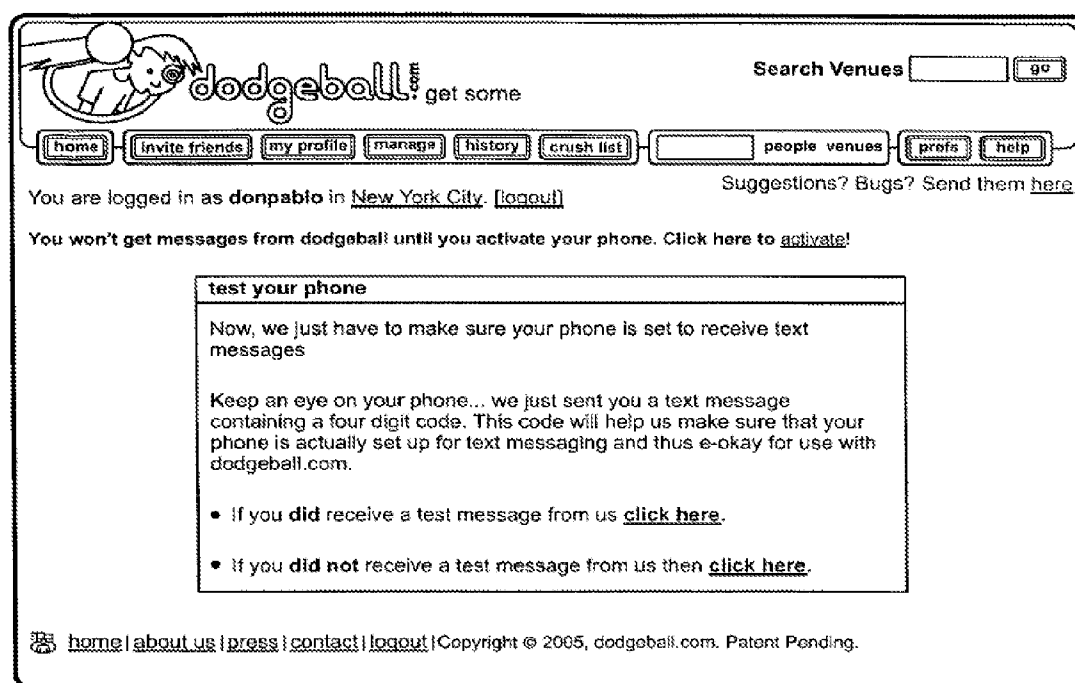 dodgeball.com get some
Search Venues go
home invite friends my profile manage history crush list people venues prefs help
Suggestions? Bugs? Send them here
You are logged in as donpablo in New York City. [logout]
You won't get messages from dodgeball until you activate your phone. Click here to activate!
test your phone
Now, we just have to make sure your phone is set to receive text
messages
Keep an eye on your phone... we just sent you a text message
containing a four digit code. This code will help us make sure that your
phone is actually set up for text messaging and thus e-okay for use with
dodgeball.com.
• If you did receive a test message from us click here.
• If you did not receive a test message from us then click here.
home | about us | press | contact | logout | Copyright © 2005, dodgeball.com. Patent Pending.